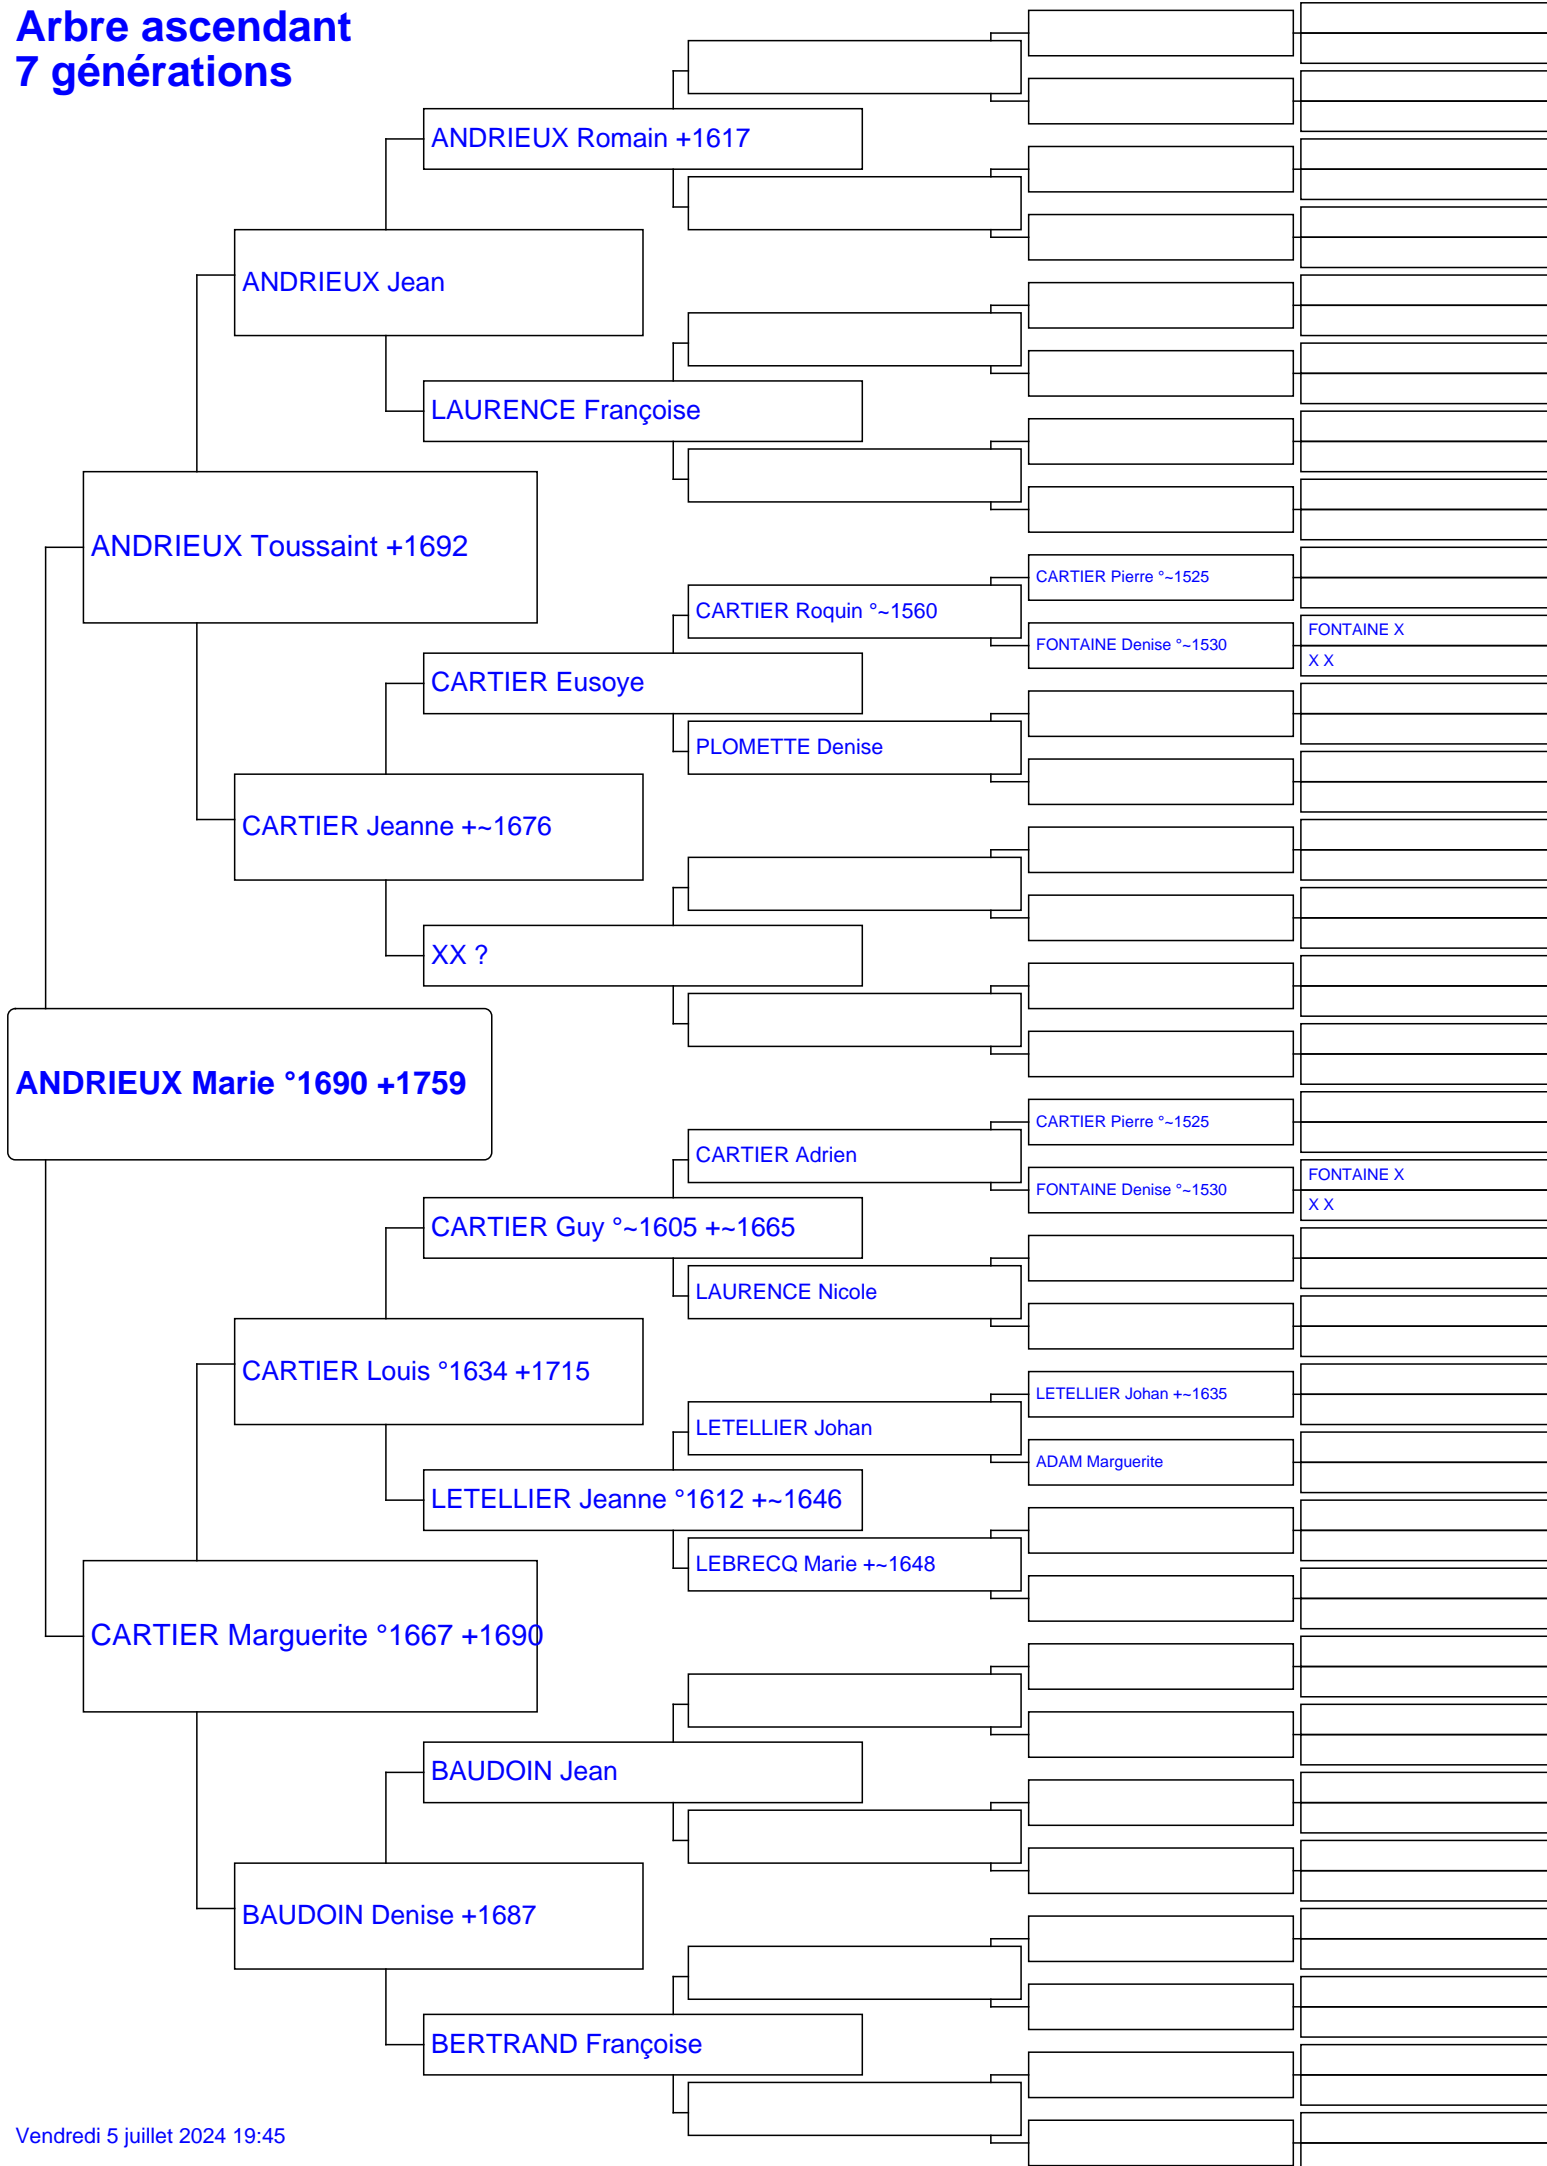 Arbre ascendant
7 générations
ANDRIEUX Romain +1617
ANDRIEUX Jean
LAURENCE Françoise
ANDRIEUX Toussaint +1692
CARTIER Pierre °~1525
CARTIER Roquin °~1560
FONTAINE X
FONTAINE Denise °~1530
X X
CARTIER Eusoye
PLOMETTE Denise
CARTIER Jeanne +~1676
XX ?
ANDRIEUX Marie °1690 +1759
CARTIER Pierre °~1525
CARTIER Adrien
FONTAINE X
FONTAINE Denise °~1530
X X
CARTIER Guy °~1605 +~1665
LAURENCE Nicole
CARTIER Louis °1634 +1715
LETELLIER Johan +~1635
LETELLIER Johan
ADAM Marguerite
LETELLIER Jeanne °1612 +~1646
LEBRECQ Marie +~1648
CARTIER Marguerite °1667 +1690
BAUDOIN Jean
BAUDOIN Denise +1687
BERTRAND Françoise
Vendredi 5 juillet 2024 19:45